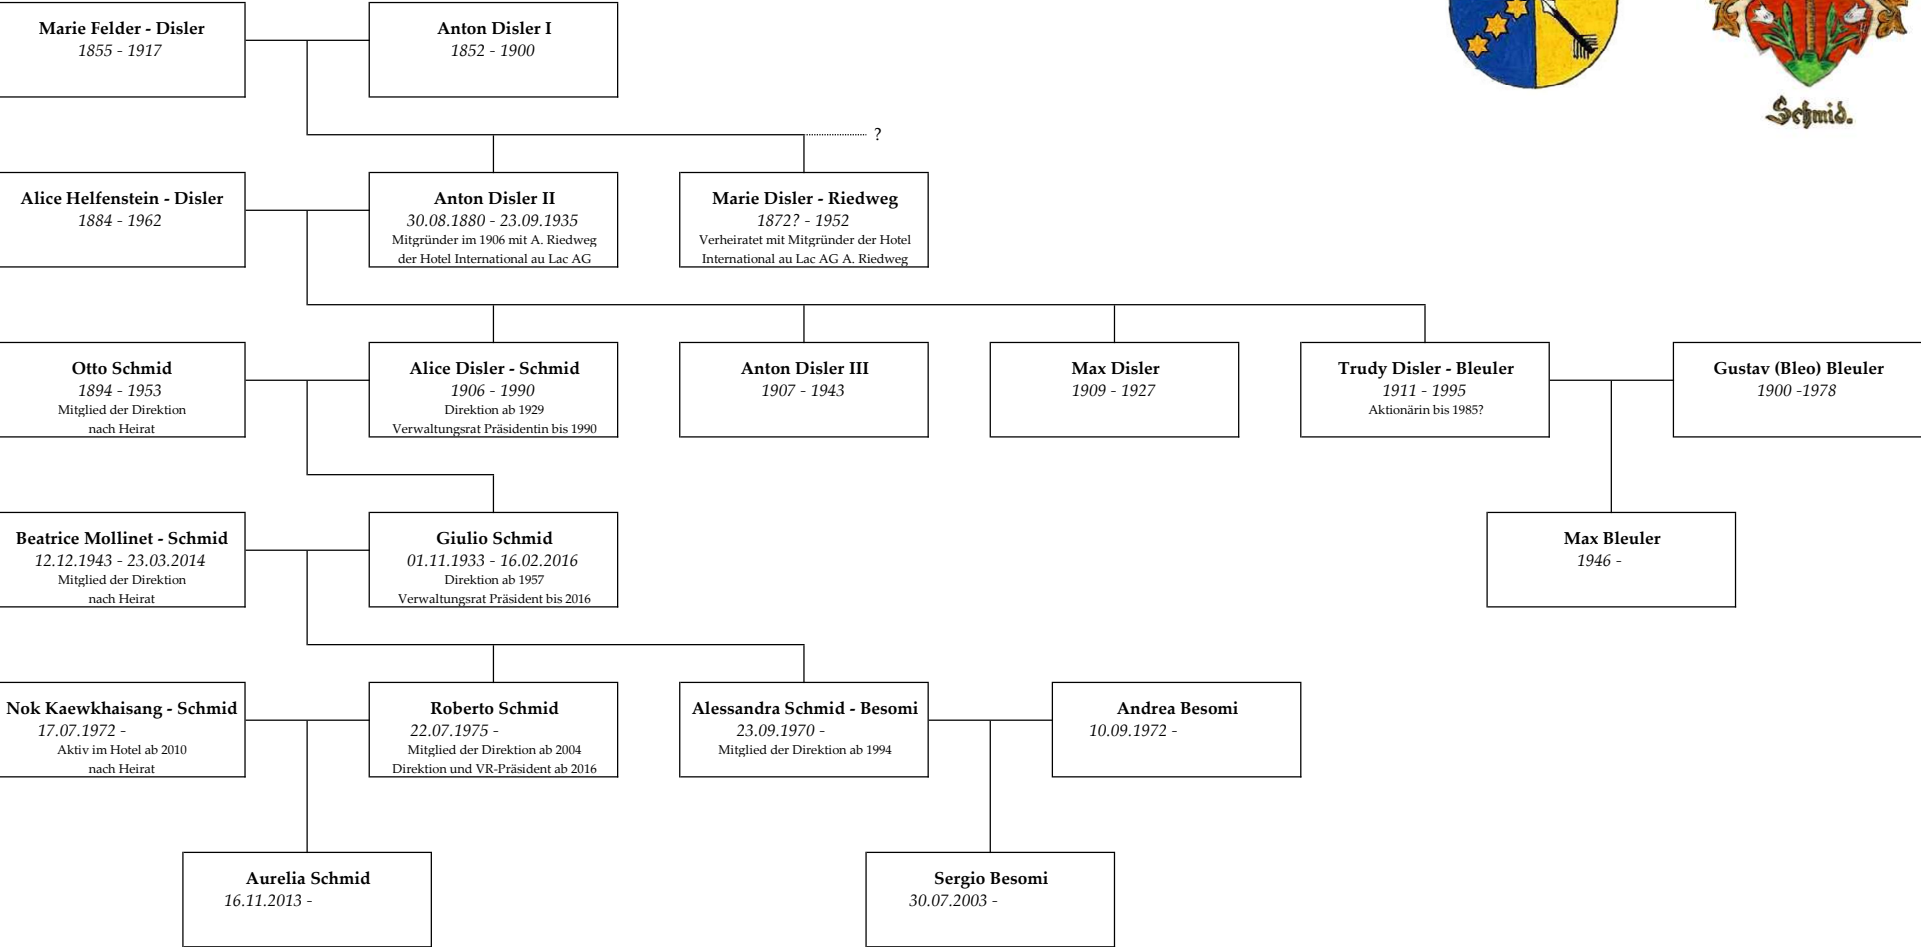 Marie Felder - Disler
1855 - 1917
Anton Disler I
1852 - 1900
Schmid.
?
Alice Helfenstein - Disler
1884 - 1962
Anton Disler II
30.08.1880 - 23.09.1935
Mitgründer im 1906 mit A. Riedweg
der Hotel International au Lac AG
Marie Disler - Riedweg
1872? - 1952
Verheiratet mit Mitgründer der Hotel
International au Lac AG A. Riedweg
Otto Schmid
1894 - 1953
Mitglied der Direktion
nach Heirat
Alice Disler - Schmid
1906 - 1990
Direktion ab 1929
Verwaltungsrat Präsidentin bis 1990
Anton Disler III
1907 - 1943
Max Disler
1909 - 1927
Trudy Disler - Bleuler
1911 - 1995
Aktionärin bis 1985?
Gustav (Bleo) Bleuler
1900 -1978
Beatrice Mollinet - Schmid
12.12.1943 - 23.03.2014
Mitglied der Direktion
nach Heirat
Giulio Schmid
01.11.1933 - 16.02.2016
Direktion ab 1957
Verwaltungsrat Präsident bis 2016
Max Bleuler
1946 -
Nok Kaewkhaisang - Schmid
17.07.1972 -
Aktiv im Hotel ab 2010
nach Heirat
Roberto Schmid
22.07.1975 -
Mitglied der Direktion ab 2004
Direktion und VR-Präsident ab 2016
Alessandra Schmid - Besomi
23.09.1970 -
Mitglied der Direktion ab 1994
Andrea Besomi
10.09.1972 -
Aurelia Schmid
16.11.2013 -
Sergio Besomi
30.07.2003 -